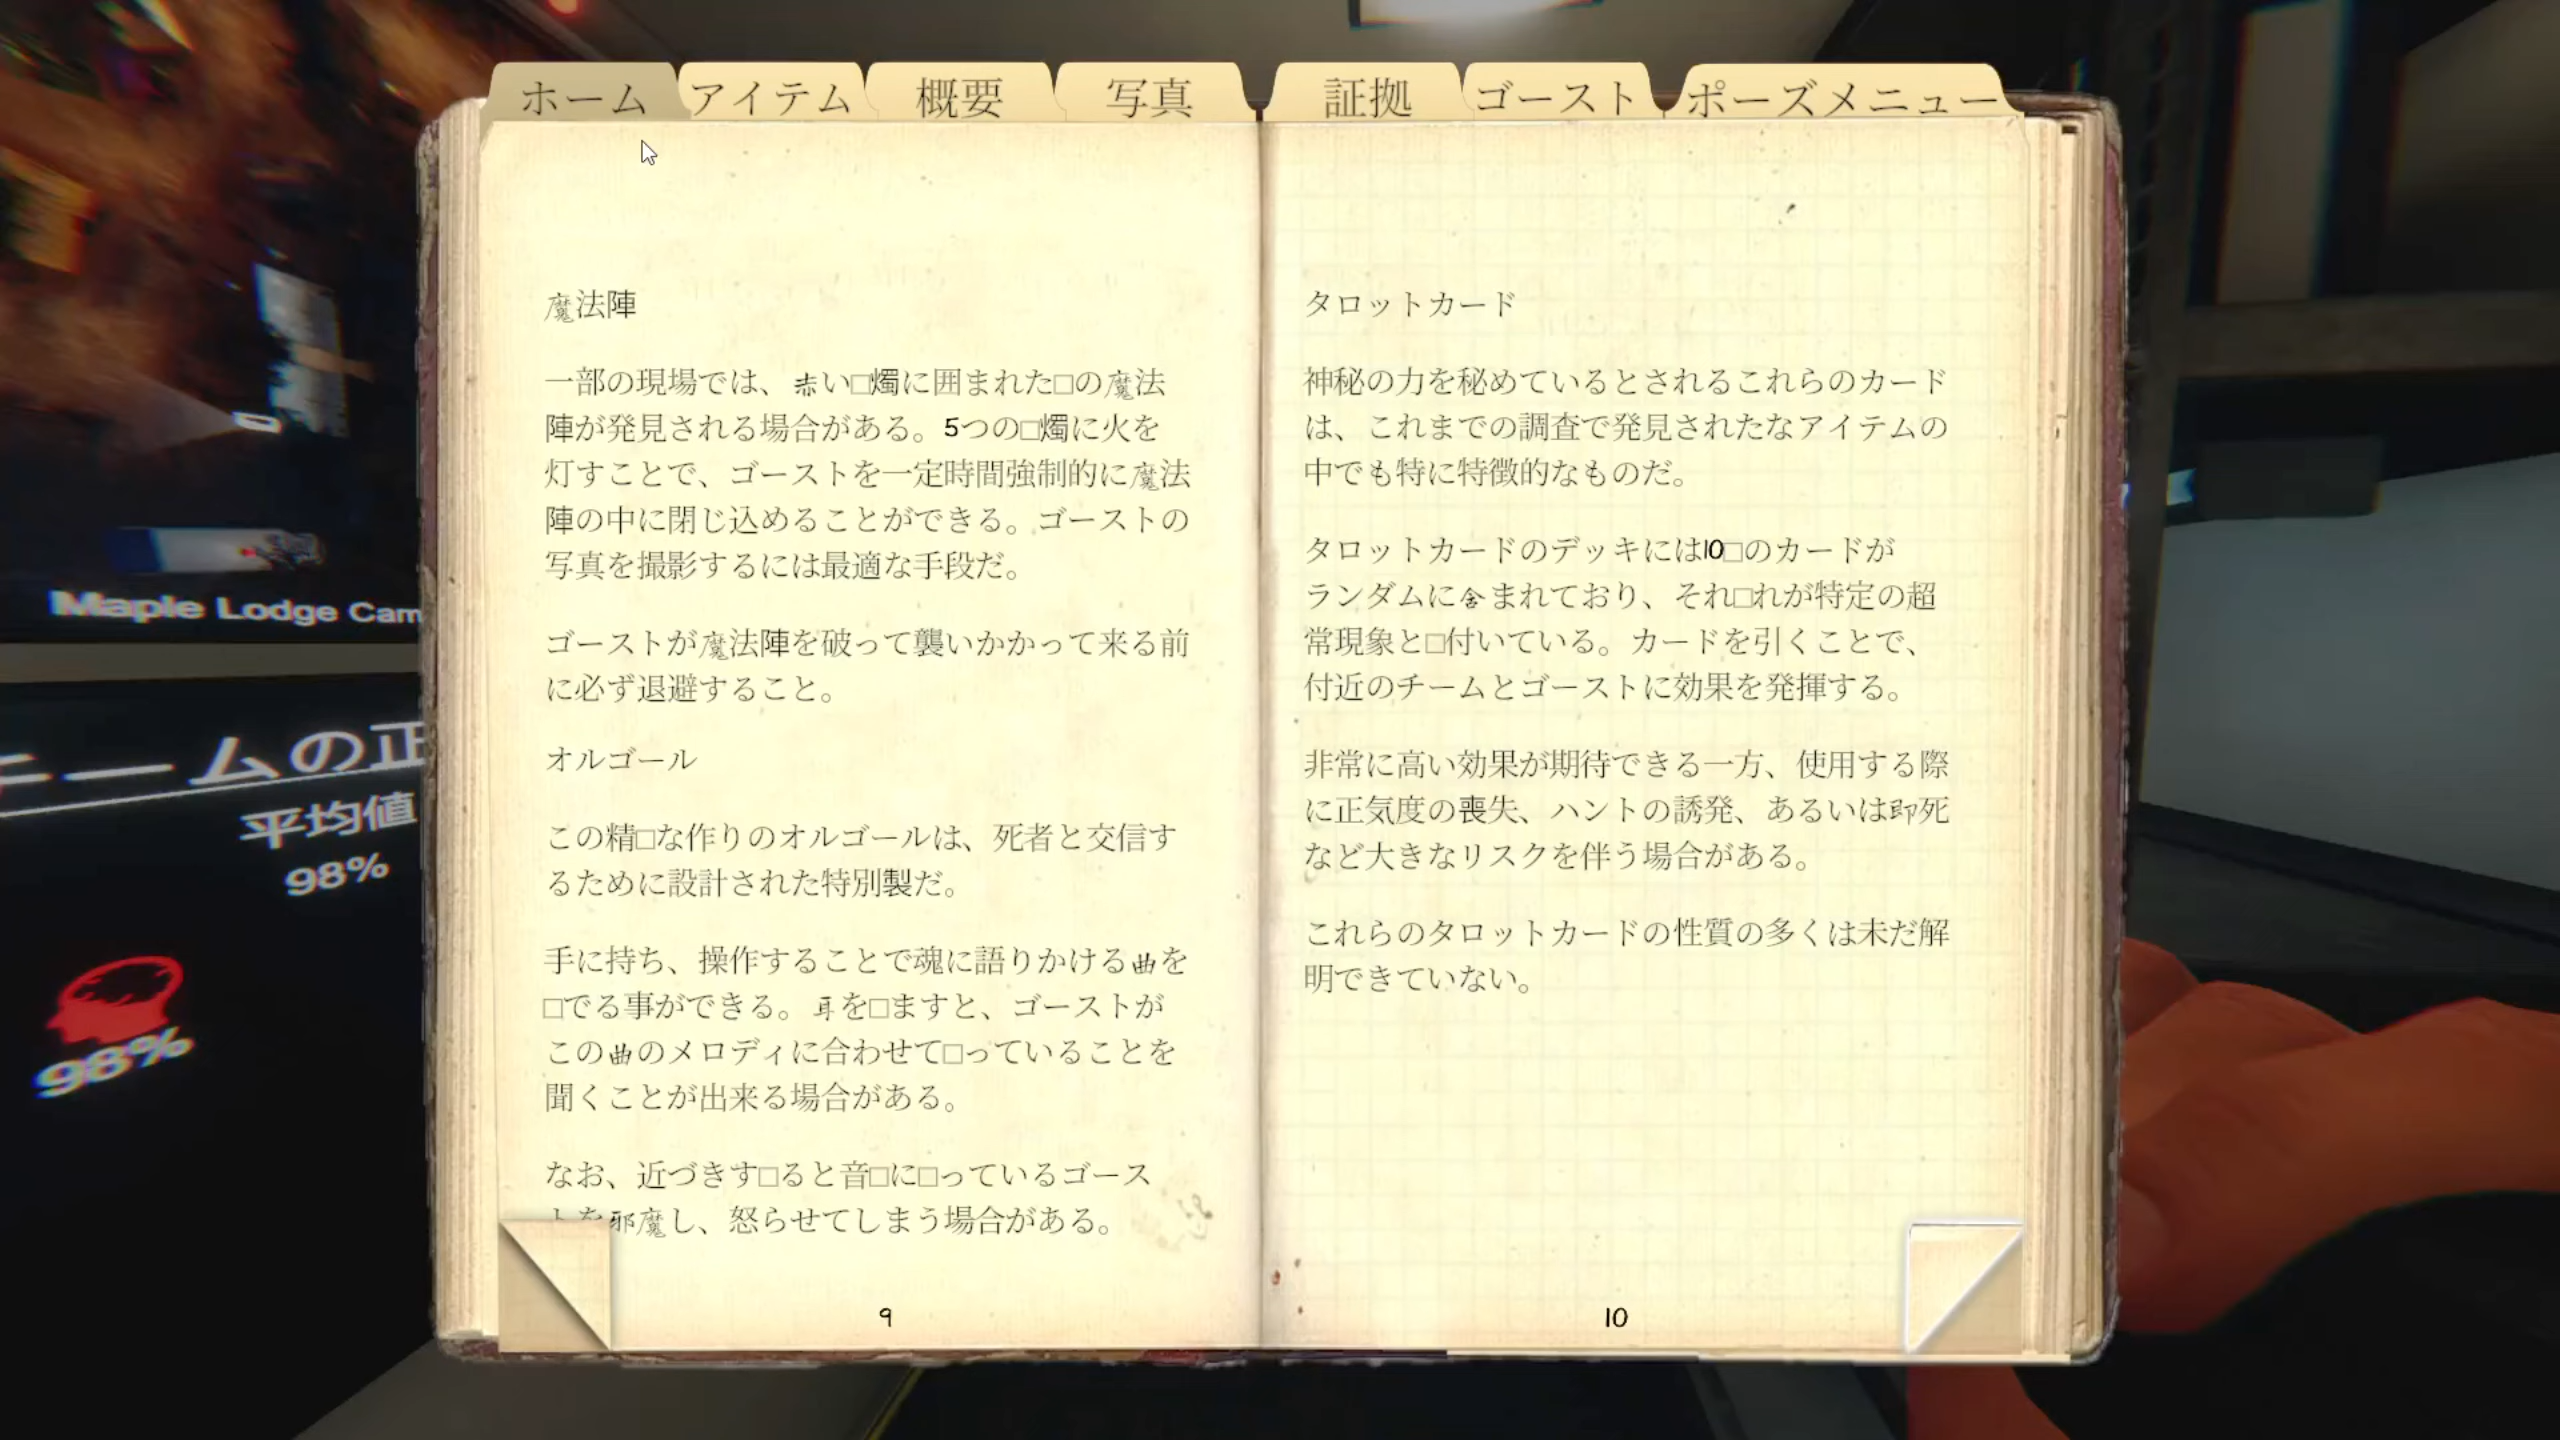 ホーム
アイテム
概要
写真
証拠
ゴースト
ポーズメニュー
魔法陣
一部の現場では、赤い□燭に囲まれた□の魔法
陣が発見される場合がある。5つの□燭に火を
灯すことで、ゴーストを一定時間強制的に魔法
陣の中に閉じ込めることができる。ゴーストの
写真を撮影するには最適な手段だ。
ゴーストが魔法陣を破って襲いかかって来る前
に必ず退避すること。
オルゴール
この精□な作りのオルゴールは、死者と交信す
るために設計された特別製だ。
手に持ち、操作することで魂に語りかける曲を
□でる事ができる。耳を□ますと、ゴーストが
この曲のメロディに合わせて□っていることを
聞くことが出来る場合がある。
なお、近づきす□ると音□に□っているゴース
トを邪魔し、怒らせてしまう場合がある。
9
タロットカード
神秘の力を秘めているとされるこれらのカード
は、これまでの調査で発見されたなアイテムの
中でも特に特徴的なものだ。
タロットカードのデッキには10□のカードが
ランダムに含まれており、それ□れが特定の超
常現象と□付いている。カードを引くことで、
付近のチームとゴーストに効果を発揮する。
非常に高い効果が期待できる一方、使用する際
に正気度の喪失、ハントの誘発、あるいは即死
など大きなリスクを伴う場合がある。
これらのタロットカードの性質の多くは未だ解
明できていない。
10
Maple Lodge Cam
チームの正
平均値
98%
98%